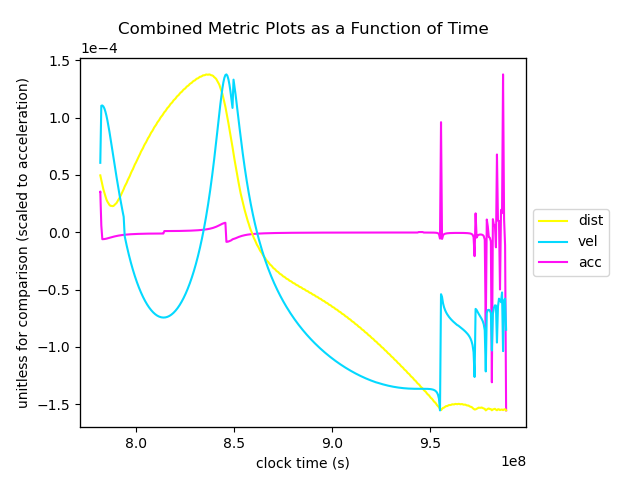 Combined Metric Plots as a Function of Time
1e−4
1.5
1.0
0.5
0.0
−0.5
−1.0
−1.5
unitless for comparison (scaled to acceleration)
dist
vel
acc
8.0 8.5 9.0 9.5
clock time (s)
1e8